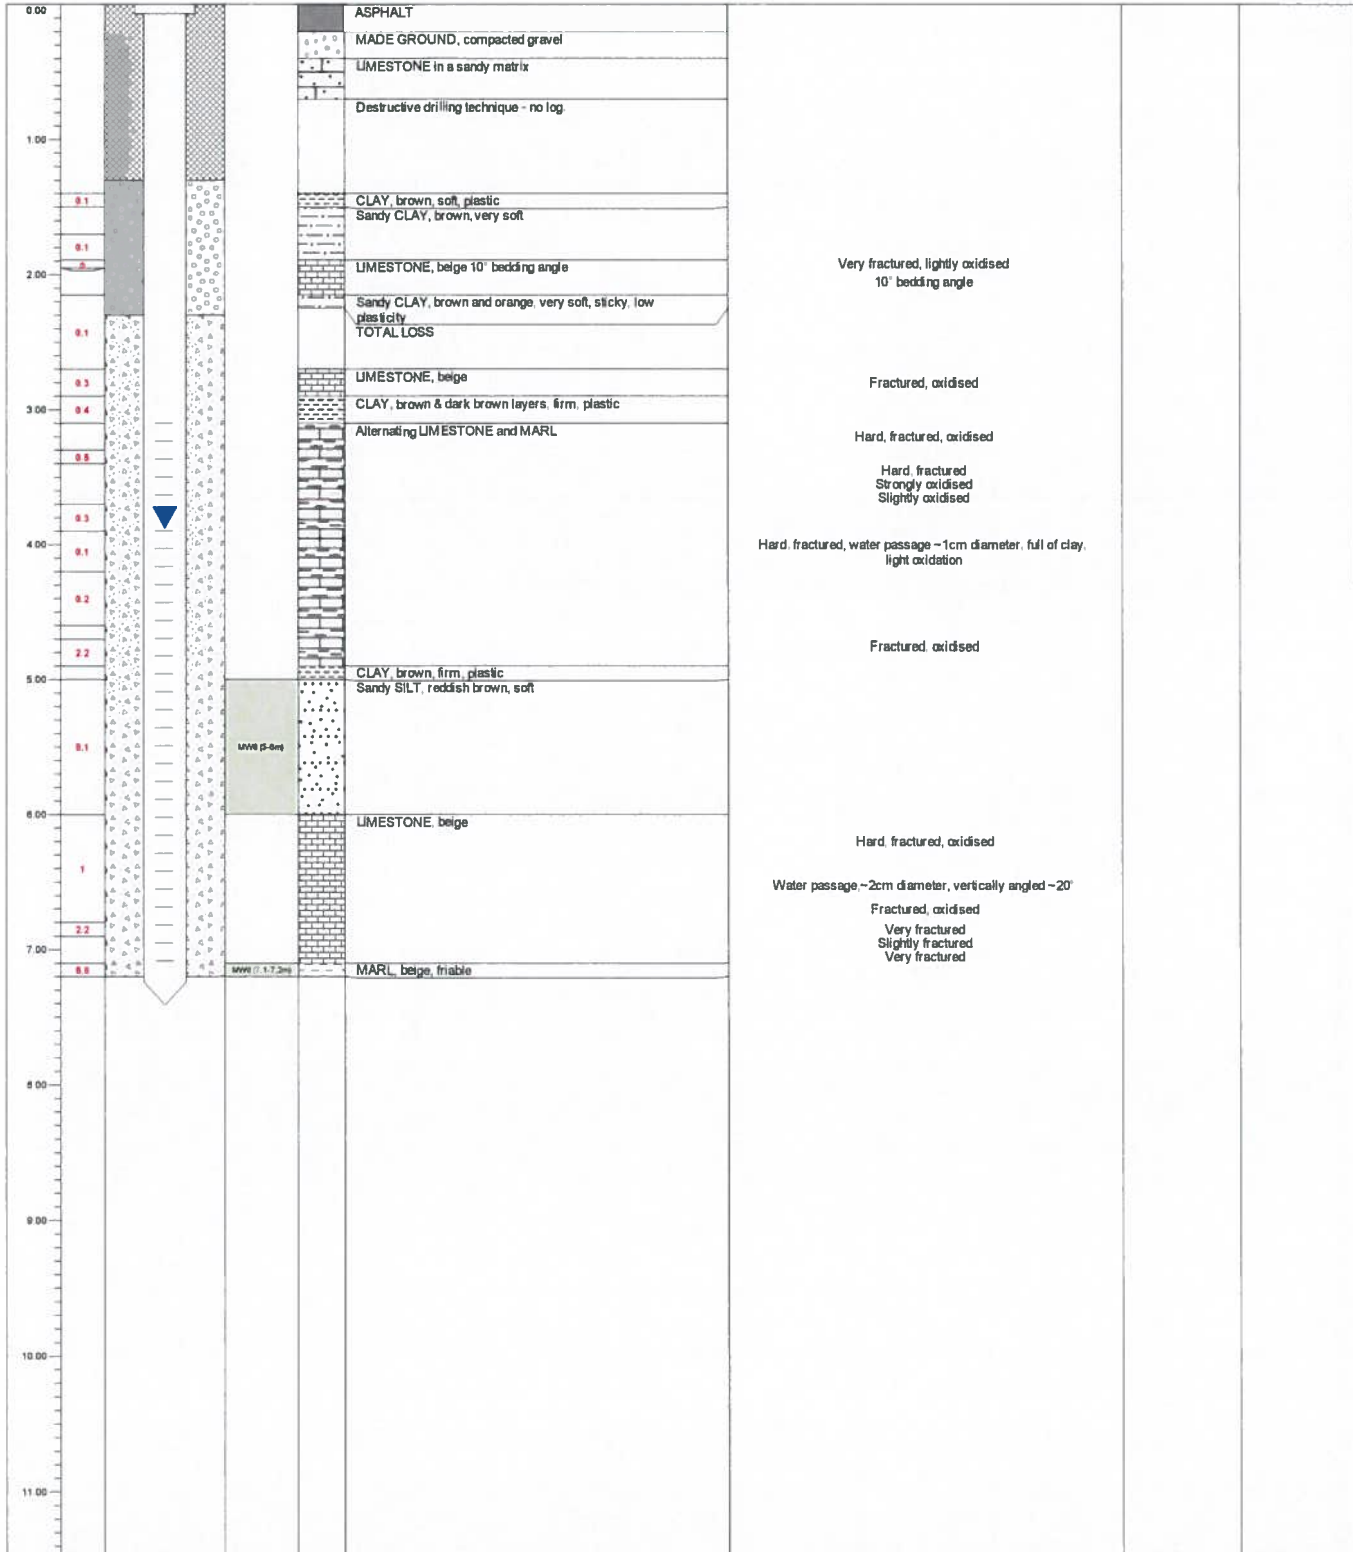 0.00
ASPHALT
MADE GROUND, compacted gravel
LIMESTONE in a sandy matrix
Destructive drilling technique - no log.
1.00
0.1
CLAY, brown, soft, plastic
Sandy CLAY, brown, very soft
0.1
2.00
LIMESTONE, beige 10° bedding angle
Very fractured, lightly oxidised
10° bedding angle
Sandy CLAY, brown and orange, very soft, sticky, low
plasticity
TOTAL LOSS
0.1
LIMESTONE, beige
0.3
Fractured, oxidised
3.00
0.4
CLAY, brown & dark brown layers, firm, plastic
Alternating LIMESTONE and MARL
Hard, fractured, oxidised
0.5
Hard, fractured
Strongly oxidised
Slightly oxidised
0.3
4.00
0.1
Hard, fractured, water passage ~1cm diameter, full of clay,
light oxidation
0.2
2.2
Fractured, oxidised
CLAY, brown, firm, plastic
5.00
Sandy SILT, reddish brown, soft
MW6 (5-6m)
6.00
LIMESTONE, beige
Hard, fractured, oxidised
1
Water passage,~2cm diameter, vertically angled ~20°
Fractured, oxidised
2.2
Very fractured
Slightly fractured
7.00
Very fractured
MW6 (7.1-7.2m)
MARL, beige, friable
8.00
9.00
10.00
11.00